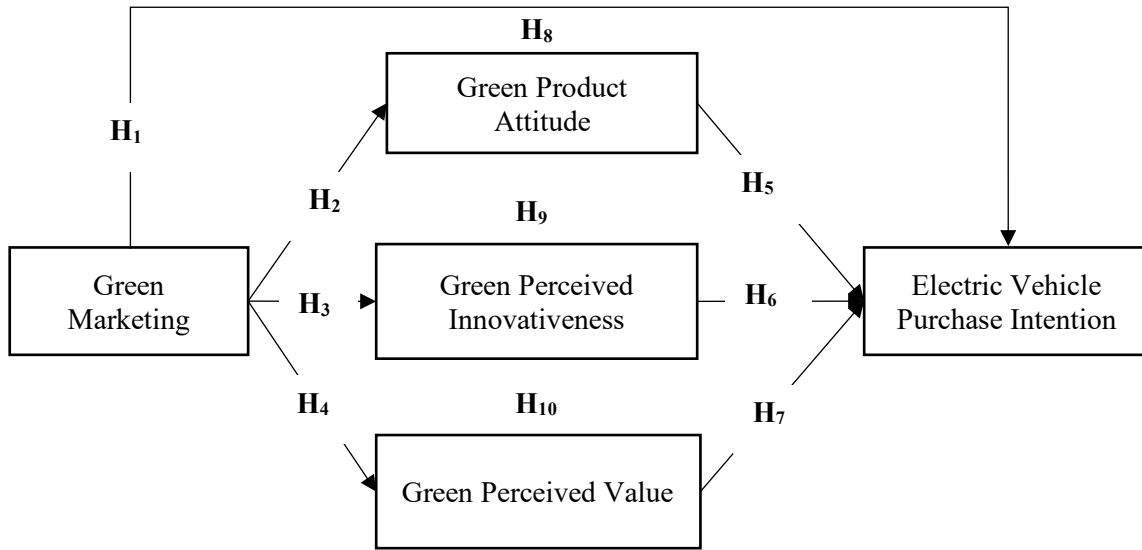 H₈
Green Product
Attitude
H₁
H₂
H₅
H₉
Green
Marketing
H₃
Green Perceived
Innovativeness
H₆
Electric Vehicle
Purchase Intention
H₄
H₁₀
H₇
Green Perceived Value